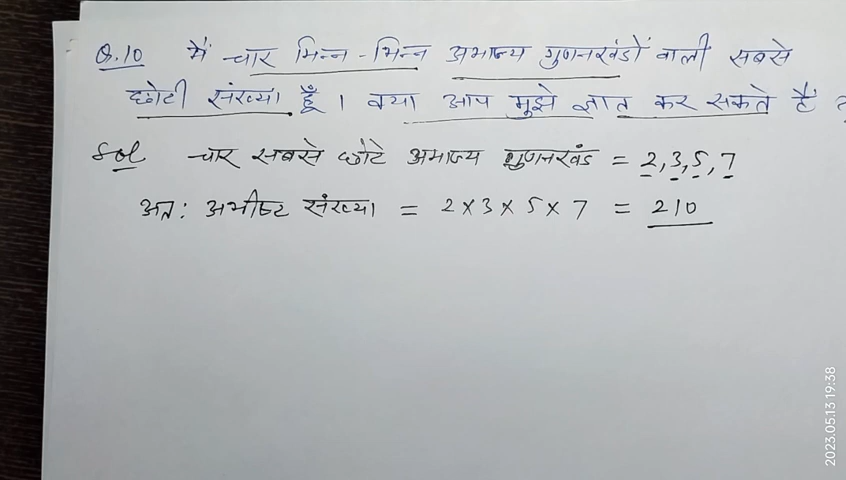 Q.10 मैं चार भिन्न-भिन्न अभाज्य गुणनखंडों वाली सबसे
छोटी संख्या हूँ । क्या आप मुझे ज्ञात कर सकते हैं ?
Sol चार सबसे छोटे अभाज्य गुणनखंड = 2,3,5,7
अतः अभीष्ट संख्या = 2×3×5×7 = 210
2023.05.13 19:38